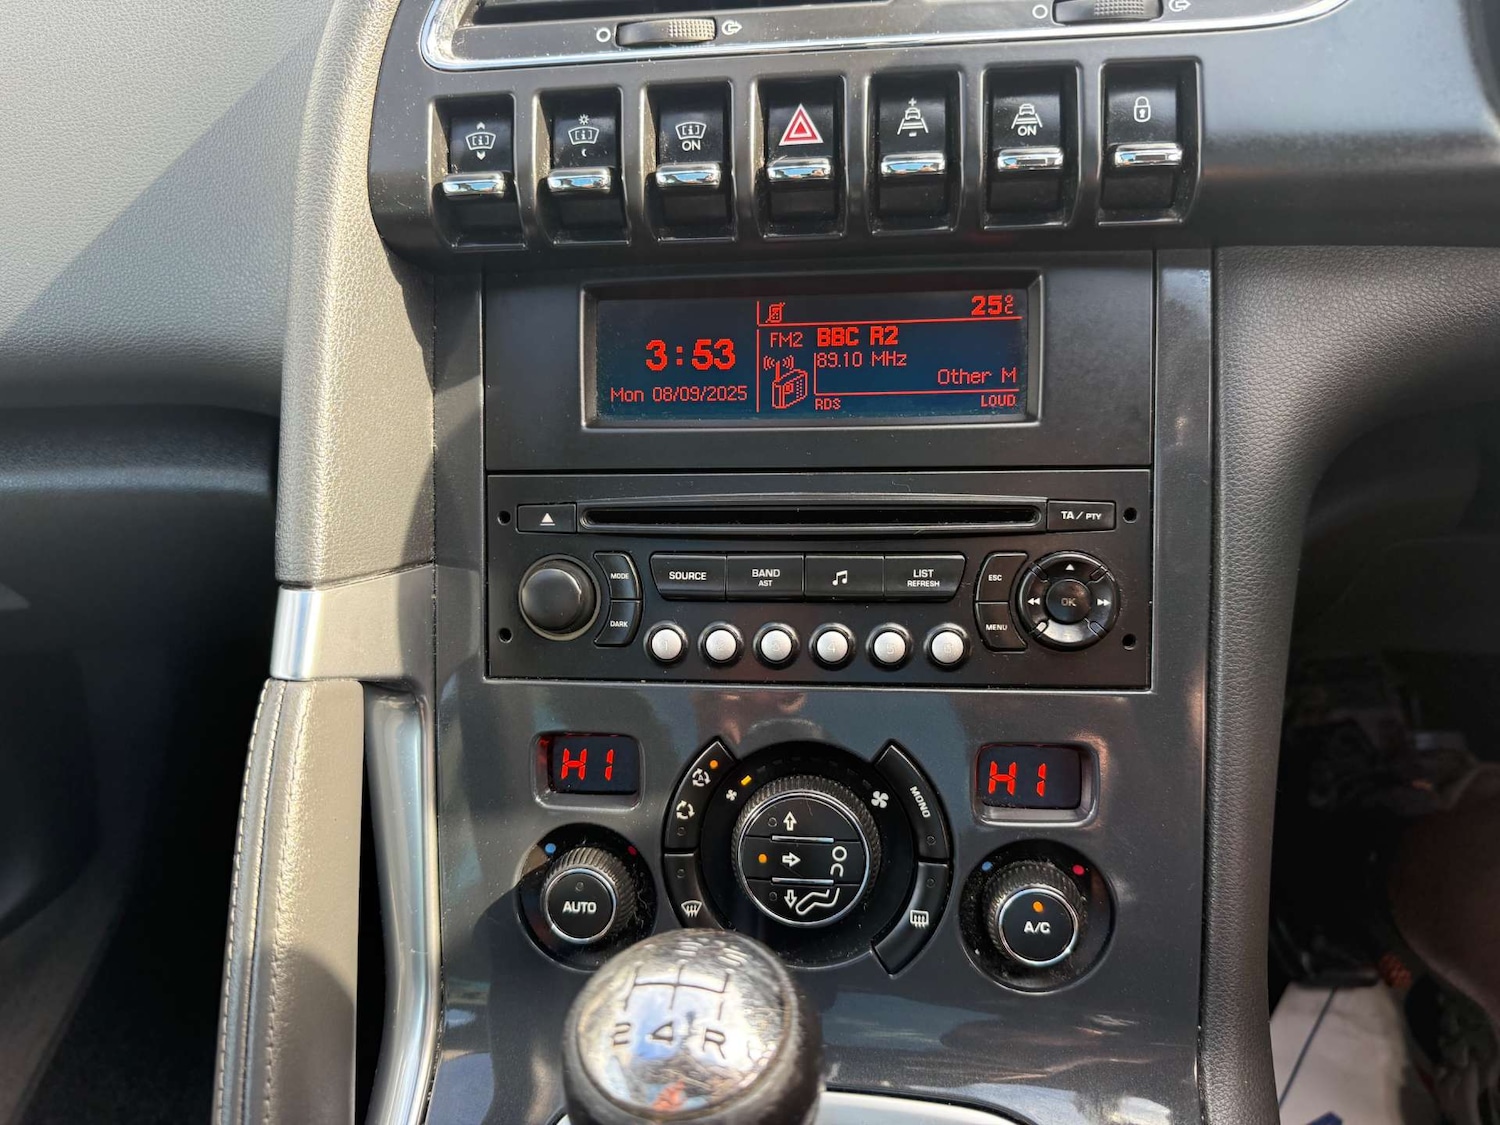 ON
ON
25°C
FM2 BBC R2
3:53
89.10 MHz
Other M
Mon 08/09/2025
RDS LOUD
TA / PTY
MODE
DARK
SOURCE
BAND
AST
LIST
REFRESH
ESC
MENU
OK
1 2 3 4 5 6
HI
HI
MONO
AUTO
A/C
2 4 R